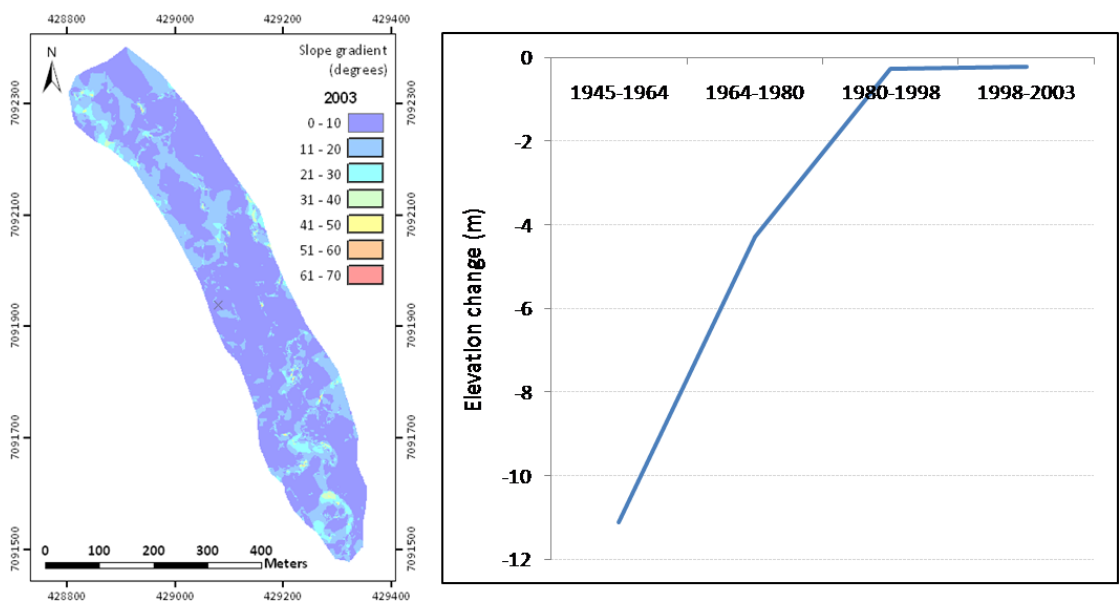 428800 429000 429200 429400
N
Slope gradient
(degrees)
2003
0 - 10
11 - 20
21 - 30
31 - 40
41 - 50
51 - 60
61 - 70
7092300
7092100
7091900
7091700
7091500
7092300
7092100
7091900
7091700
7091500
0 100 200 300 400
Meters
428800 429000 429200 429400
Elevation change (m)
0
-2
-4
-6
-8
-10
-12
1945-1964 1964-1980 1980-1998 1998-2003